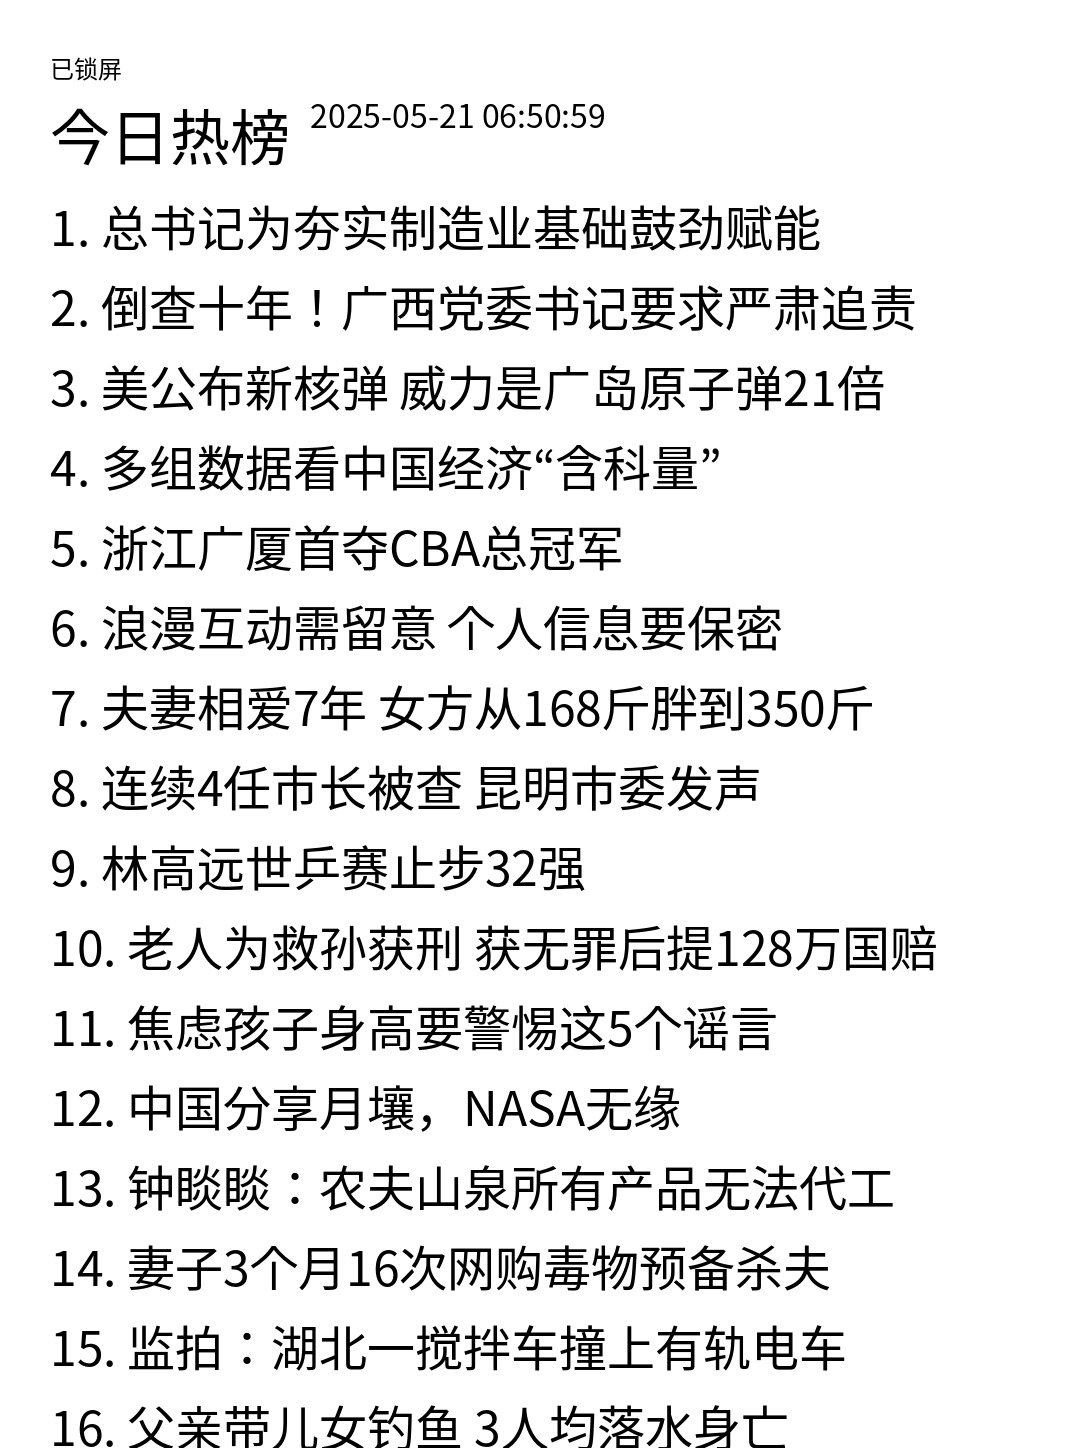 已锁屏
今日热榜 2025-05-21 06:50:59
1. 总书记为夯实制造业基础鼓劲赋能
2. 倒查十年！广西党委书记要求严肃追责
3. 美公布新核弹 威力是广岛原子弹21倍
4. 多组数据看中国经济“含科量”
5. 浙江广厦首夺CBA总冠军
6. 浪漫互动需留意 个人信息要保密
7. 夫妻相爱7年 女方从168斤胖到350斤
8. 连续4任市长被查 昆明市委发声
9. 林高远世乒赛止步32强
10. 老人为救孙获刑 获无罪后提128万国赔
11. 焦虑孩子身高要警惕这5个谣言
12. 中国分享月壤，NASA无缘
13. 钟睒睒：农夫山泉所有产品无法代工
14. 妻子3个月16次网购毒物预备杀夫
15. 监拍：湖北一搅拌车撞上有轨电车
16. 父亲带儿女钓鱼 3人均落水身亡